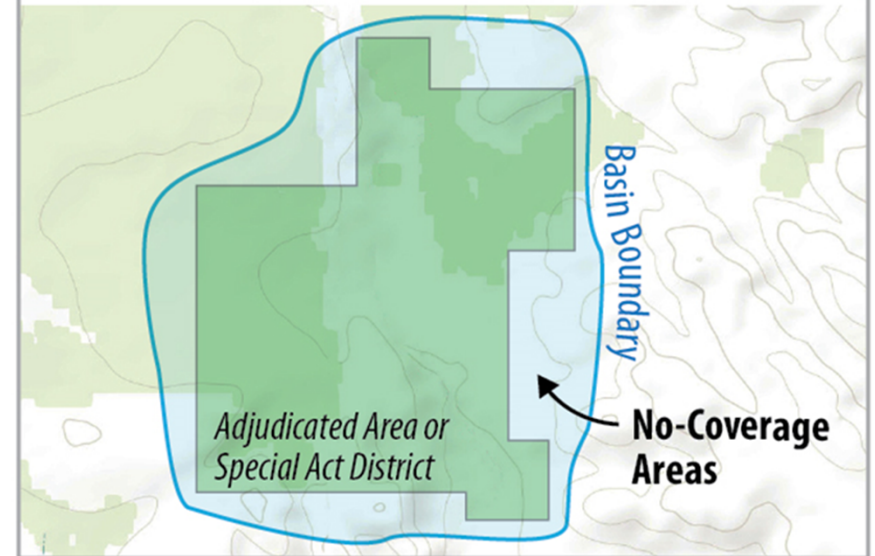 Basin Boundary
Adjudicated Area or
Special Act District
No-Coverage
Areas